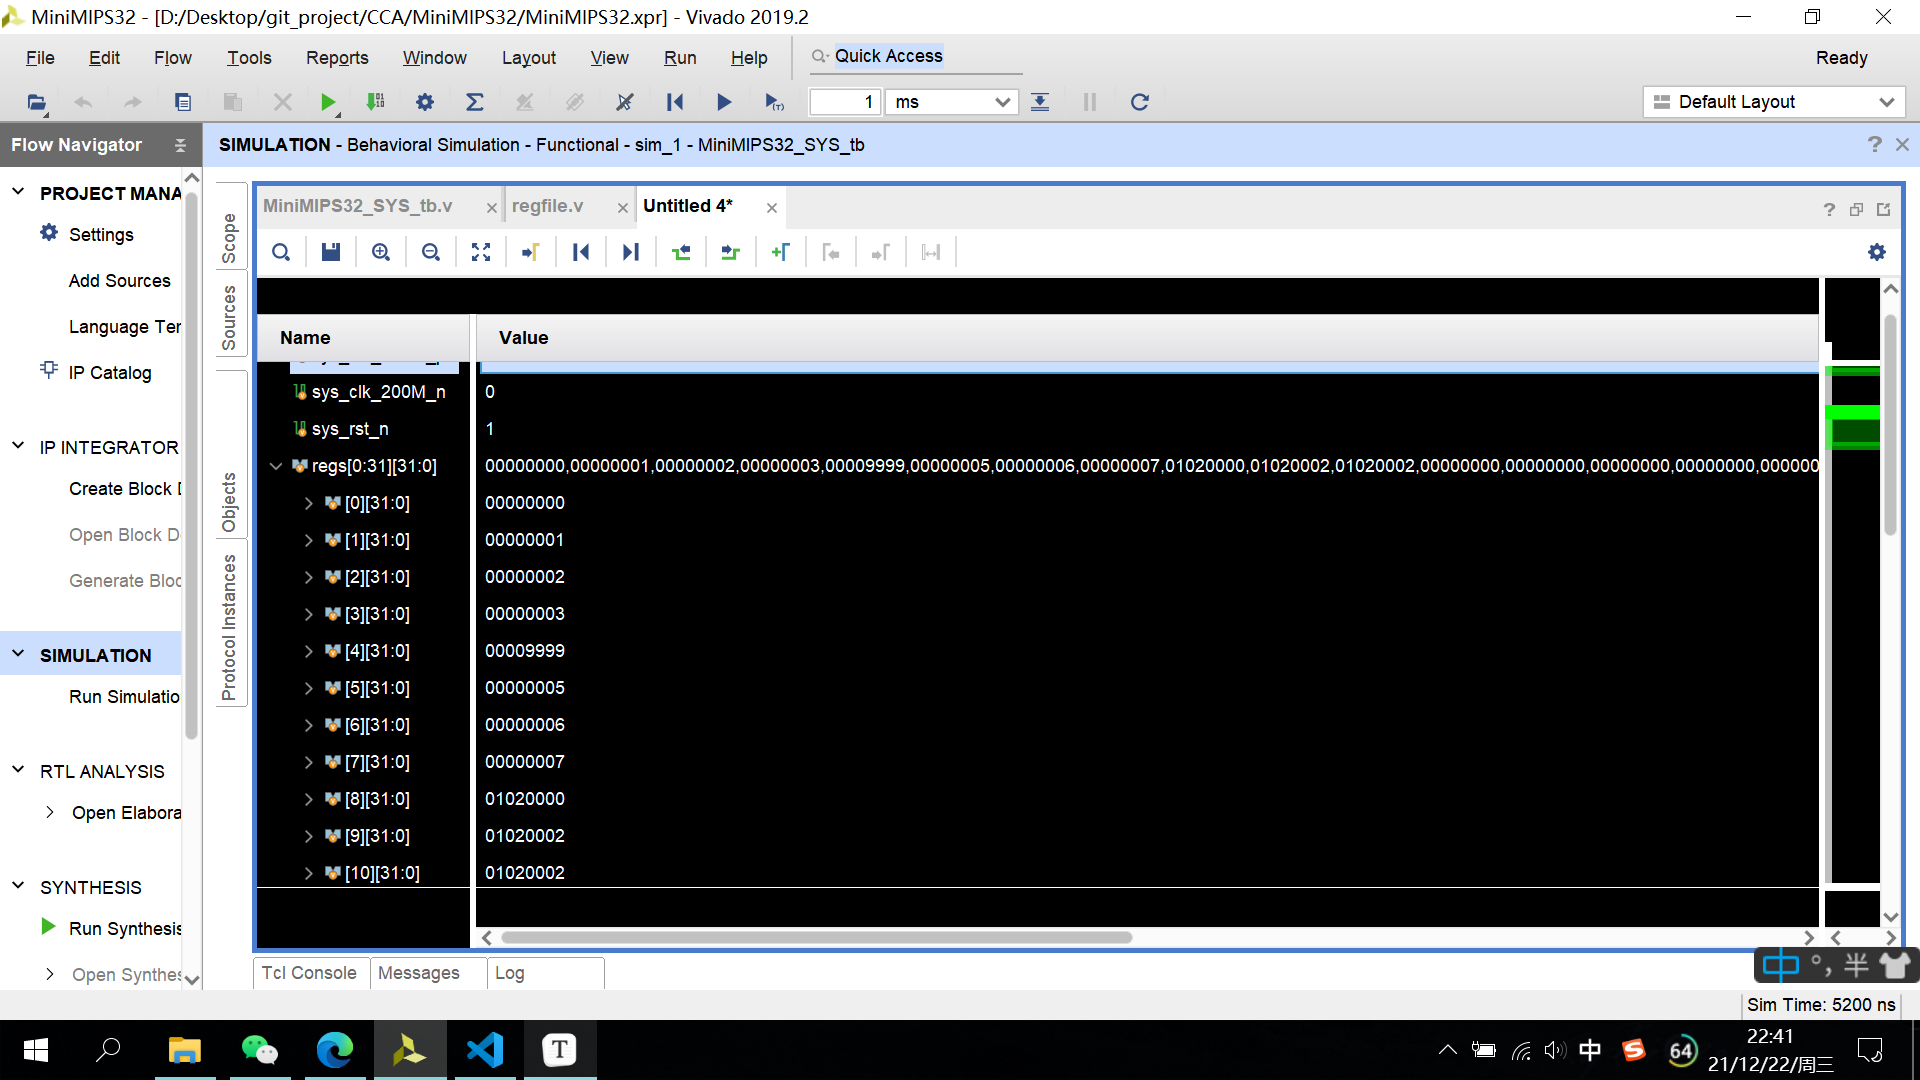 MiniMIPS32 - [D:/Desktop/git_project/CCA/MiniMIPS32/MiniMIPS32.xpr] - Vivado 2019.2
File Edit Flow Tools Reports Window Layout View Run Help Quick Access Ready
1 ms Default Layout
Flow Navigator
SIMULATION - Behavioral Simulation - Functional - sim_1 - MiniMIPS32_SYS_tb
PROJECT MANA
Settings
Add Sources
Language Ter
IP Catalog
IP INTEGRATOR
Create Block D
Open Block D
Generate Bloc
SIMULATION
Run Simulatio
RTL ANALYSIS
Open Elabora
SYNTHESIS
Run Synthesis
Open Synthes
Scope
Sources
Objects
Protocol Instances
MiniMIPS32_SYS_tb.v regfile.v Untitled 4*
Name Value
sys_clk_200M_n 0
sys_rst_n 1
regs[0:31][31:0] 00000000,00000001,00000002,00000003,00009999,00000005,00000006,00000007,01020000,01020002,01020002,00000000,00000000,00000000,00000000,000000
[0][31:0] 00000000
[1][31:0] 00000001
[2][31:0] 00000002
[3][31:0] 00000003
[4][31:0] 00009999
[5][31:0] 00000005
[6][31:0] 00000006
[7][31:0] 00000007
[8][31:0] 01020000
[9][31:0] 01020002
[10][31:0] 01020002
Tcl Console Messages Log
中 °, 半
Sim Time: 5200 ns
T
中 S 64
22:41
21/12/22/周三